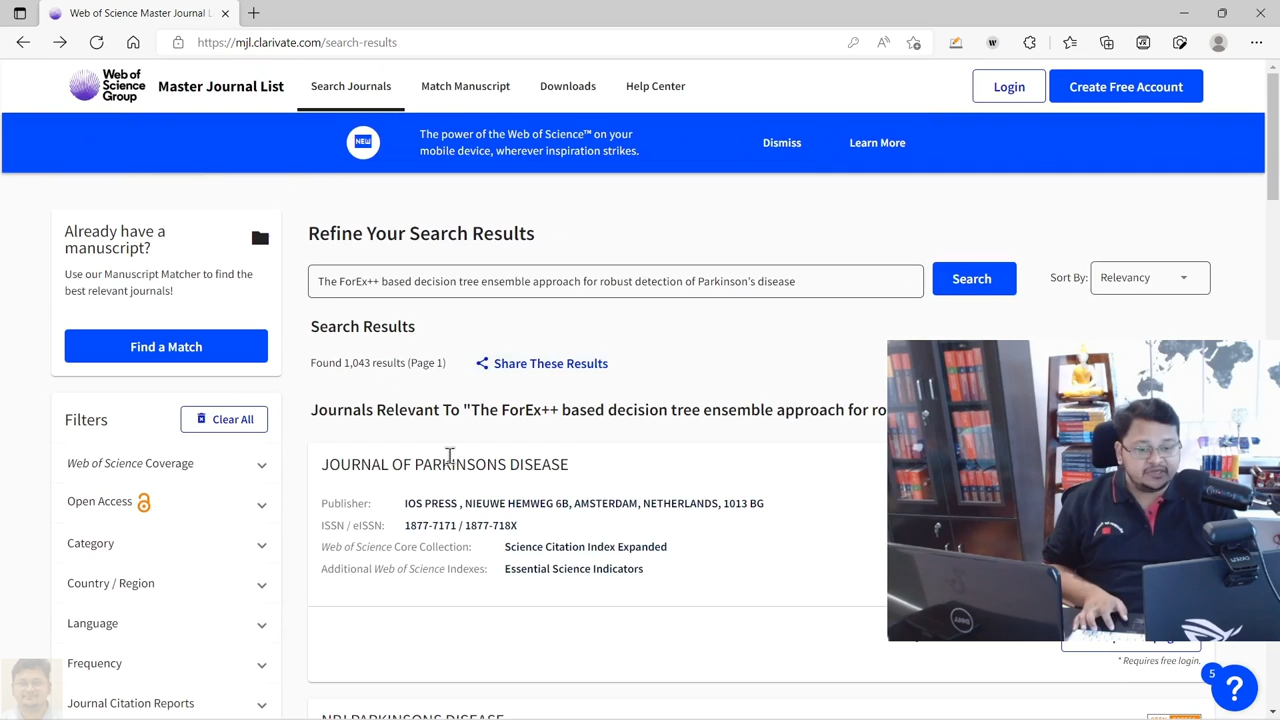 Web of Science Master Journal L
https://mjl.clarivate.com/search-results
Web of
Science
Group
Master Journal List
Search Journals
Match Manuscript
Downloads
Help Center
Login
Create Free Account
NEW
The power of the Web of Science™ on your
mobile device, wherever inspiration strikes.
Dismiss
Learn More
Already have a
manuscript?
Use our Manuscript Matcher to find the
best relevant journals!
Find a Match
Filters
Clear All
Web of Science Coverage
Open Access
Category
Country / Region
Language
Frequency
Journal Citation Reports
Refine Your Search Results
The ForEx++ based decision tree ensemble approach for robust detection of Parkinson's disease
Search
Sort By:
Relevancy
Search Results
Found 1,043 results (Page 1)
Share These Results
Journals Relevant To "The ForEx++ based decision tree ensemble approach for ro
JOURNAL OF PARKINSONS DISEASE
Publisher: IOS PRESS , NIEUWE HEMWEG 6B, AMSTERDAM, NETHERLANDS, 1013 BG
ISSN / eISSN: 1877-7171 / 1877-718X
Web of Science Core Collection: Science Citation Index Expanded
Additional Web of Science Indexes: Essential Science Indicators
* Requires free login.
NPJ PARKINSONS DISEASE
5
?
DELL